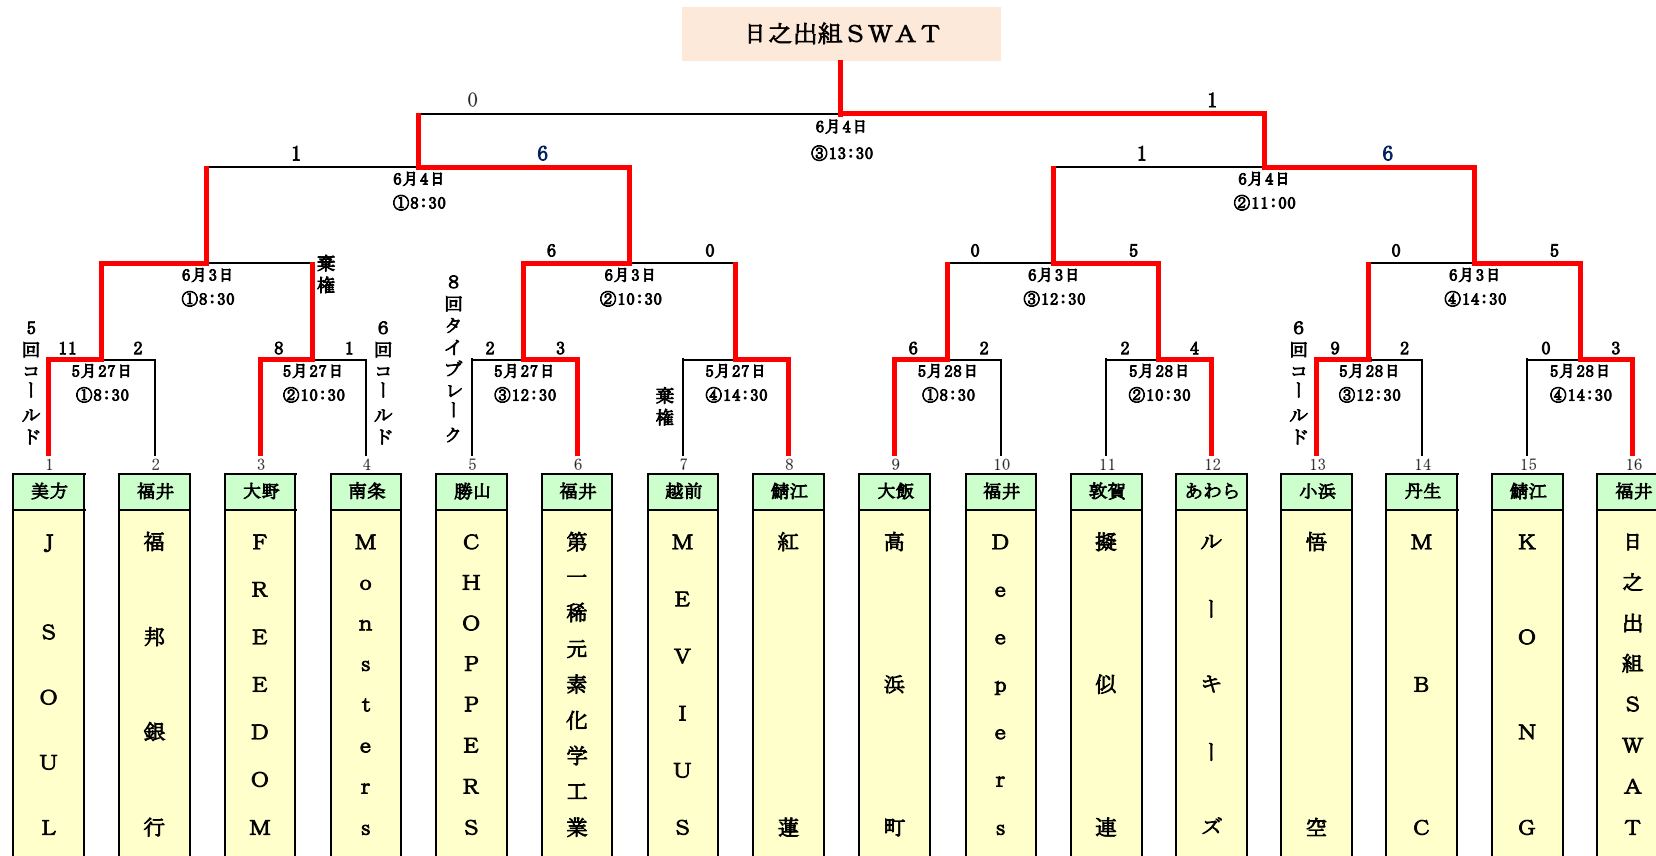 日之出組ＳＷＡＴ
0 1
6月4日
③13:30
1 6 1 6
6月4日 6月4日
①8:30 ②11:00
棄権 6 0 0 5 0 5
6月3日 6月3日 6月3日 6月3日
①8:30 ②10:30 ③12:30 ④14:30
5回コールド
6回コールド
8回タイブレーク
棄権
6回コールド
11 2 8 1 2 3 6 2 2 4 9 2 0 3
5月27日 5月27日 5月27日 5月27日 5月28日 5月28日 5月28日 5月28日
①8:30 ②10:30 ③12:30 ④14:30 ①8:30 ②10:30 ③12:30 ④14:30
1 2 3 4 5 6 7 8 9 10 11 12 13 14 15 16
美方 福井 大野 南条 勝山 福井 越前 鯖江 大飯 福井 敦賀 あわら 小浜 丹生 鯖江 福井
Ｊ ＳＯＵＬ
福邦銀行
ＦＲＥＥＤＯＭ
Ｍｏｎｓｔｅｒｓ
ＣＨＯＰＰＥＲＳ
第一稀元素化学工業
ＭＥＶＩＵＳ
紅蓮
高浜町
Ｄｅｅｐｅｒｓ
擬似連
ルーキーズ
悟空
ＭＢＣ
ＫＯＮＧ
日之出組ＳＷＡＴ